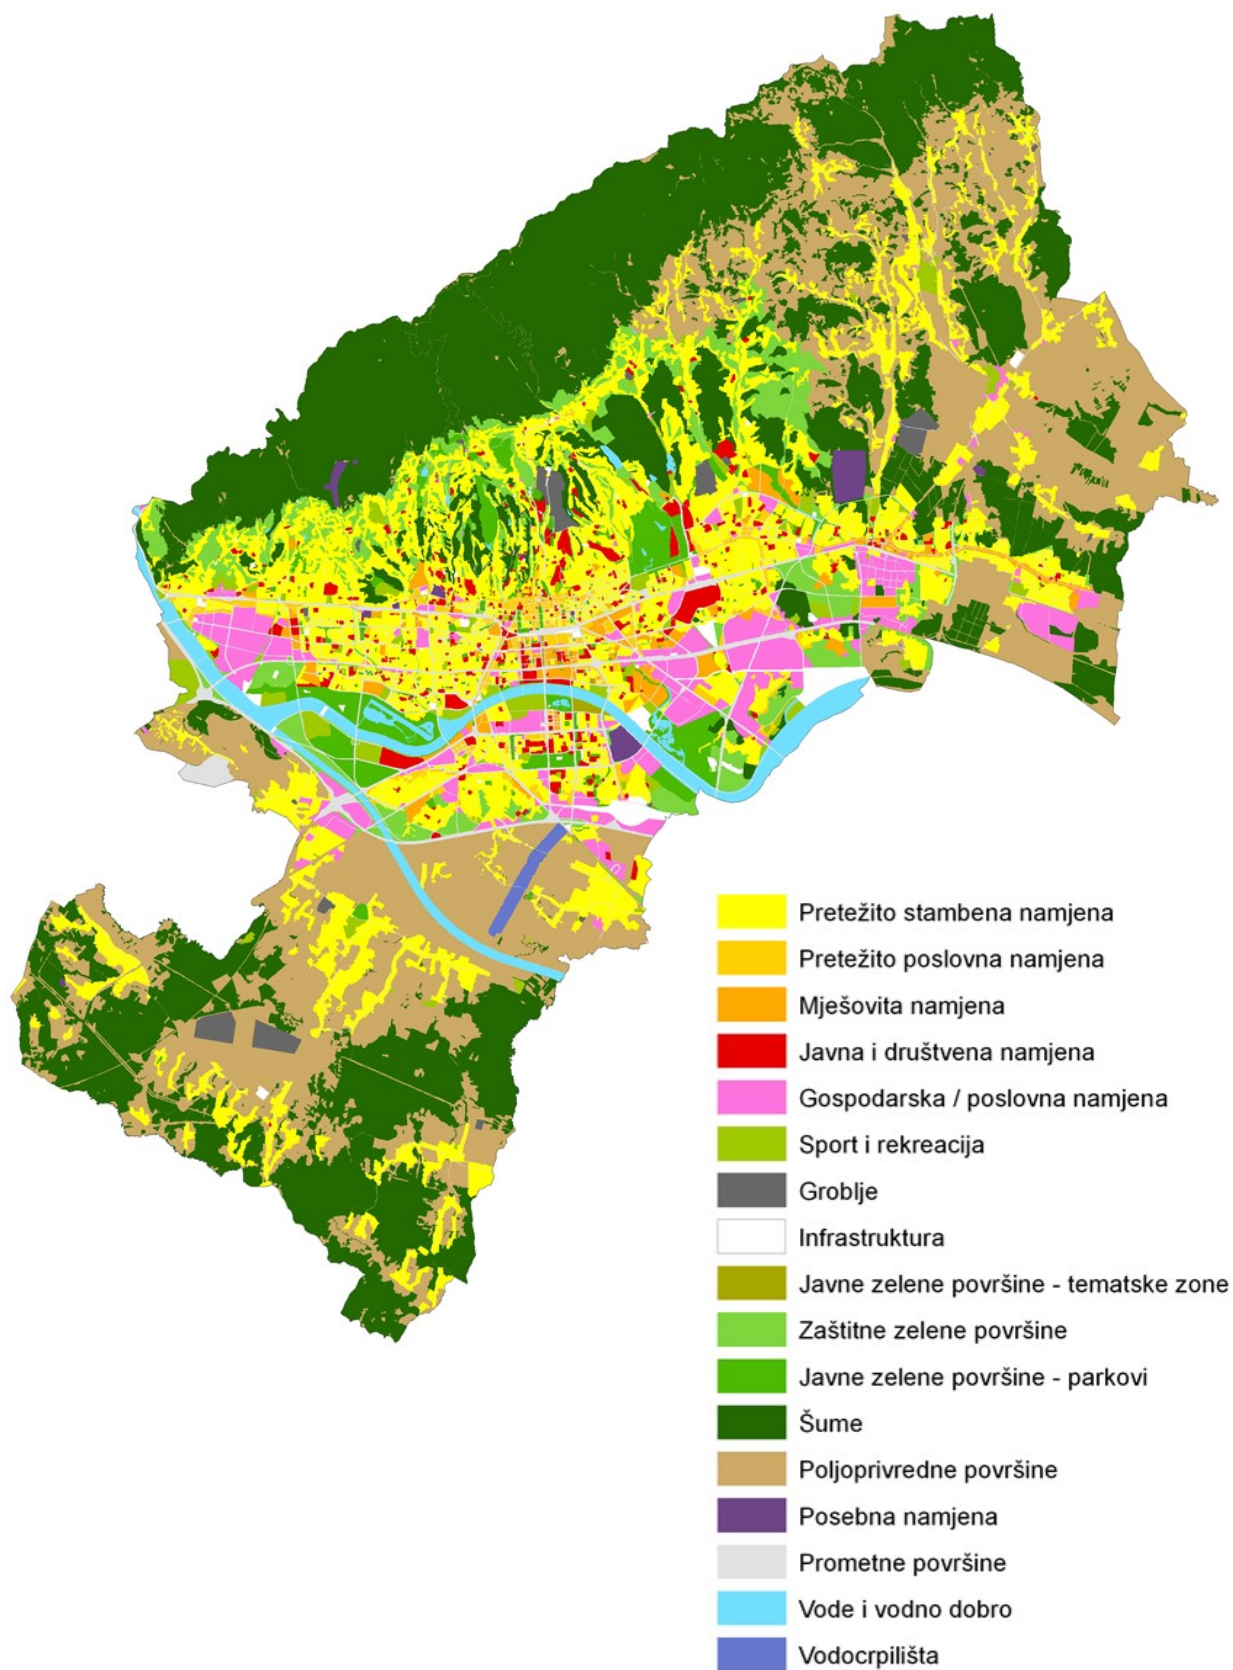 Pretežito stambena namjena
Pretežito poslovna namjena
Mješovita namjena
Javna i društvena namjena
Gospodarska / poslovna namjena
Sport i rekreacija
Groblje
Infrastruktura
Javne zelene površine - tematske zone
Zaštitne zelene površine
Javne zelene površine - parkovi
Šume
Poljoprivredne površine
Posebna namjena
Prometne površine
Vode i vodno dobro
Vodocrpilišta